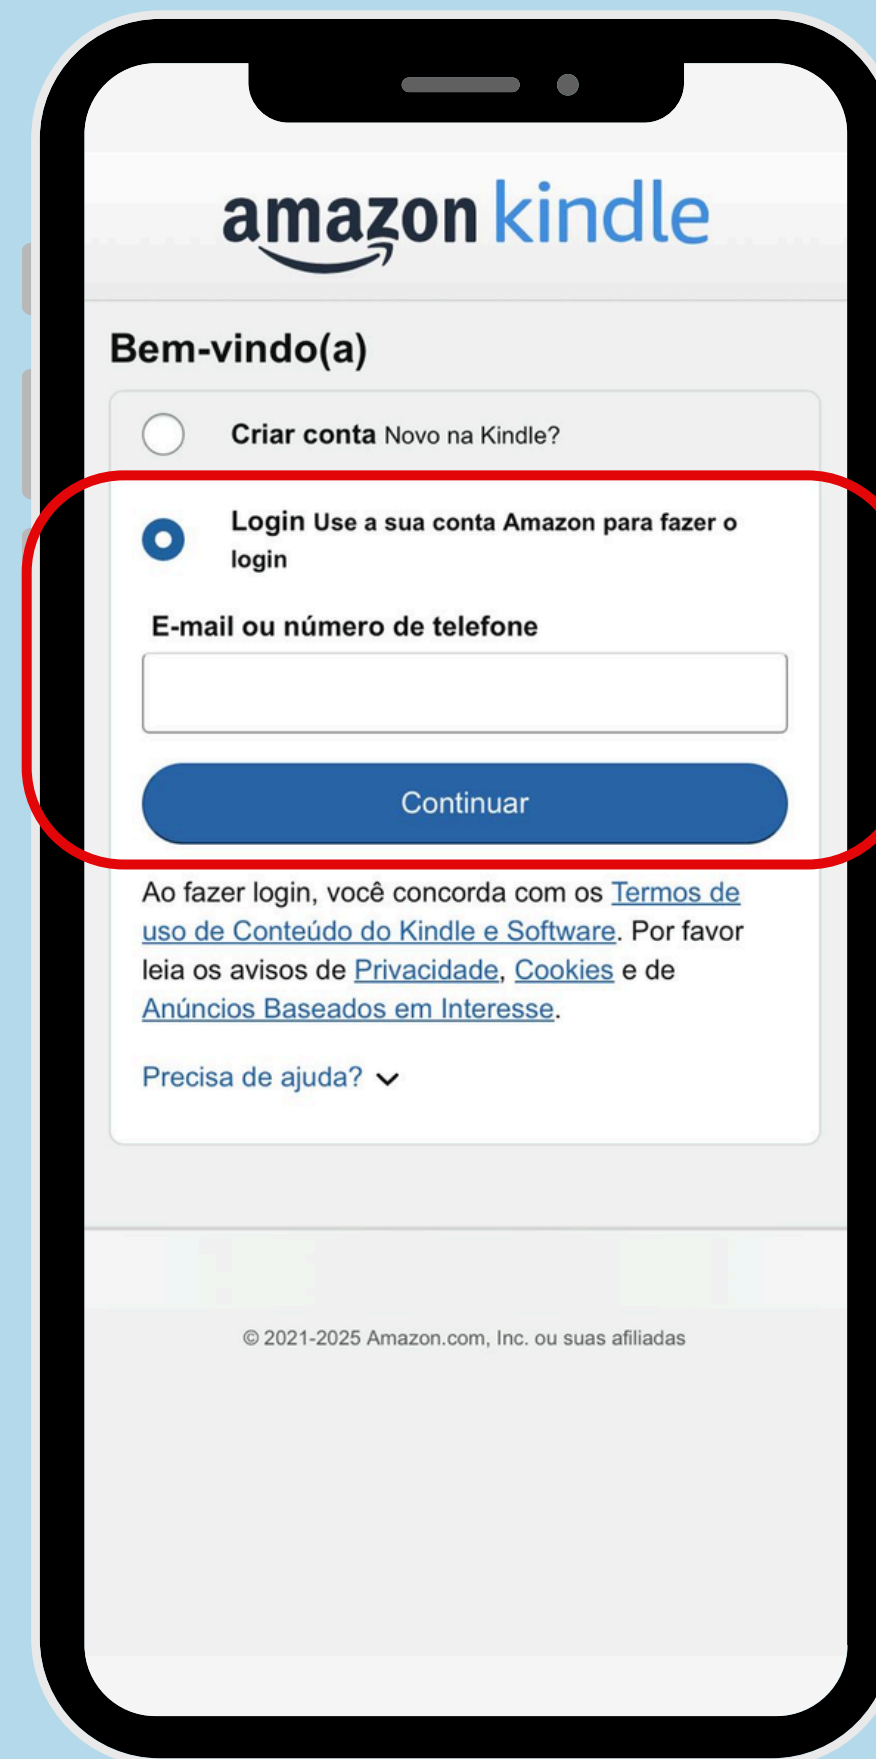 amazon kindle
Bem-vindo(a)
Criar conta Novo na Kindle?
Login Use a sua conta Amazon para fazer o
login
E-mail ou número de telefone
Continuar
Ao fazer login, você concorda com os Termos de
uso de Conteúdo do Kindle e Software. Por favor
leia os avisos de Privacidade, Cookies e de
Anúncios Baseados em Interesse.
Precisa de ajuda?
© 2021-2025 Amazon.com, Inc. ou suas afiliadas